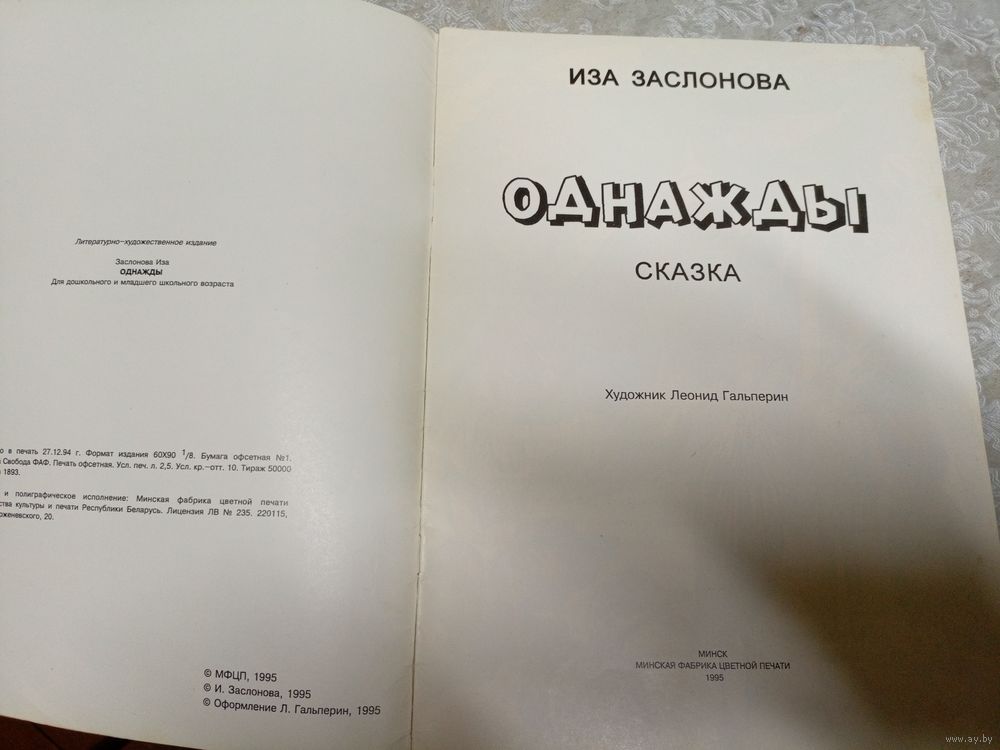 Литературно-художественное издание
Заслонова Иза
ОДНАЖДЫ
Для дошкольного и младшего школьного возраста
в печать 27.12.94 г. Формат издания 60X90 1/8. Бумага офсетная №1.
Свобода ФАФ. Печать офсетная. Усл. печ. л. 2,5. Усл. кр.-отт. 10. Тираж 50000
1893.
и полиграфическое исполнение: Минская фабрика цветной печати
культуры и печати Республики Беларусь. Лицензия ЛВ № 235. 220115,
20.
© МФЦП, 1995
© И. Заслонова, 1995
© Оформление Л. Гальперин, 1995
ИЗА ЗАСЛОНОВА
ОДНАЖДЫ
СКАЗКА
Художник Леонид Гальперин
МИНСК
МИНСКАЯ ФАБРИКА ЦВЕТНОЙ ПЕЧАТИ
1995
www.ay.by